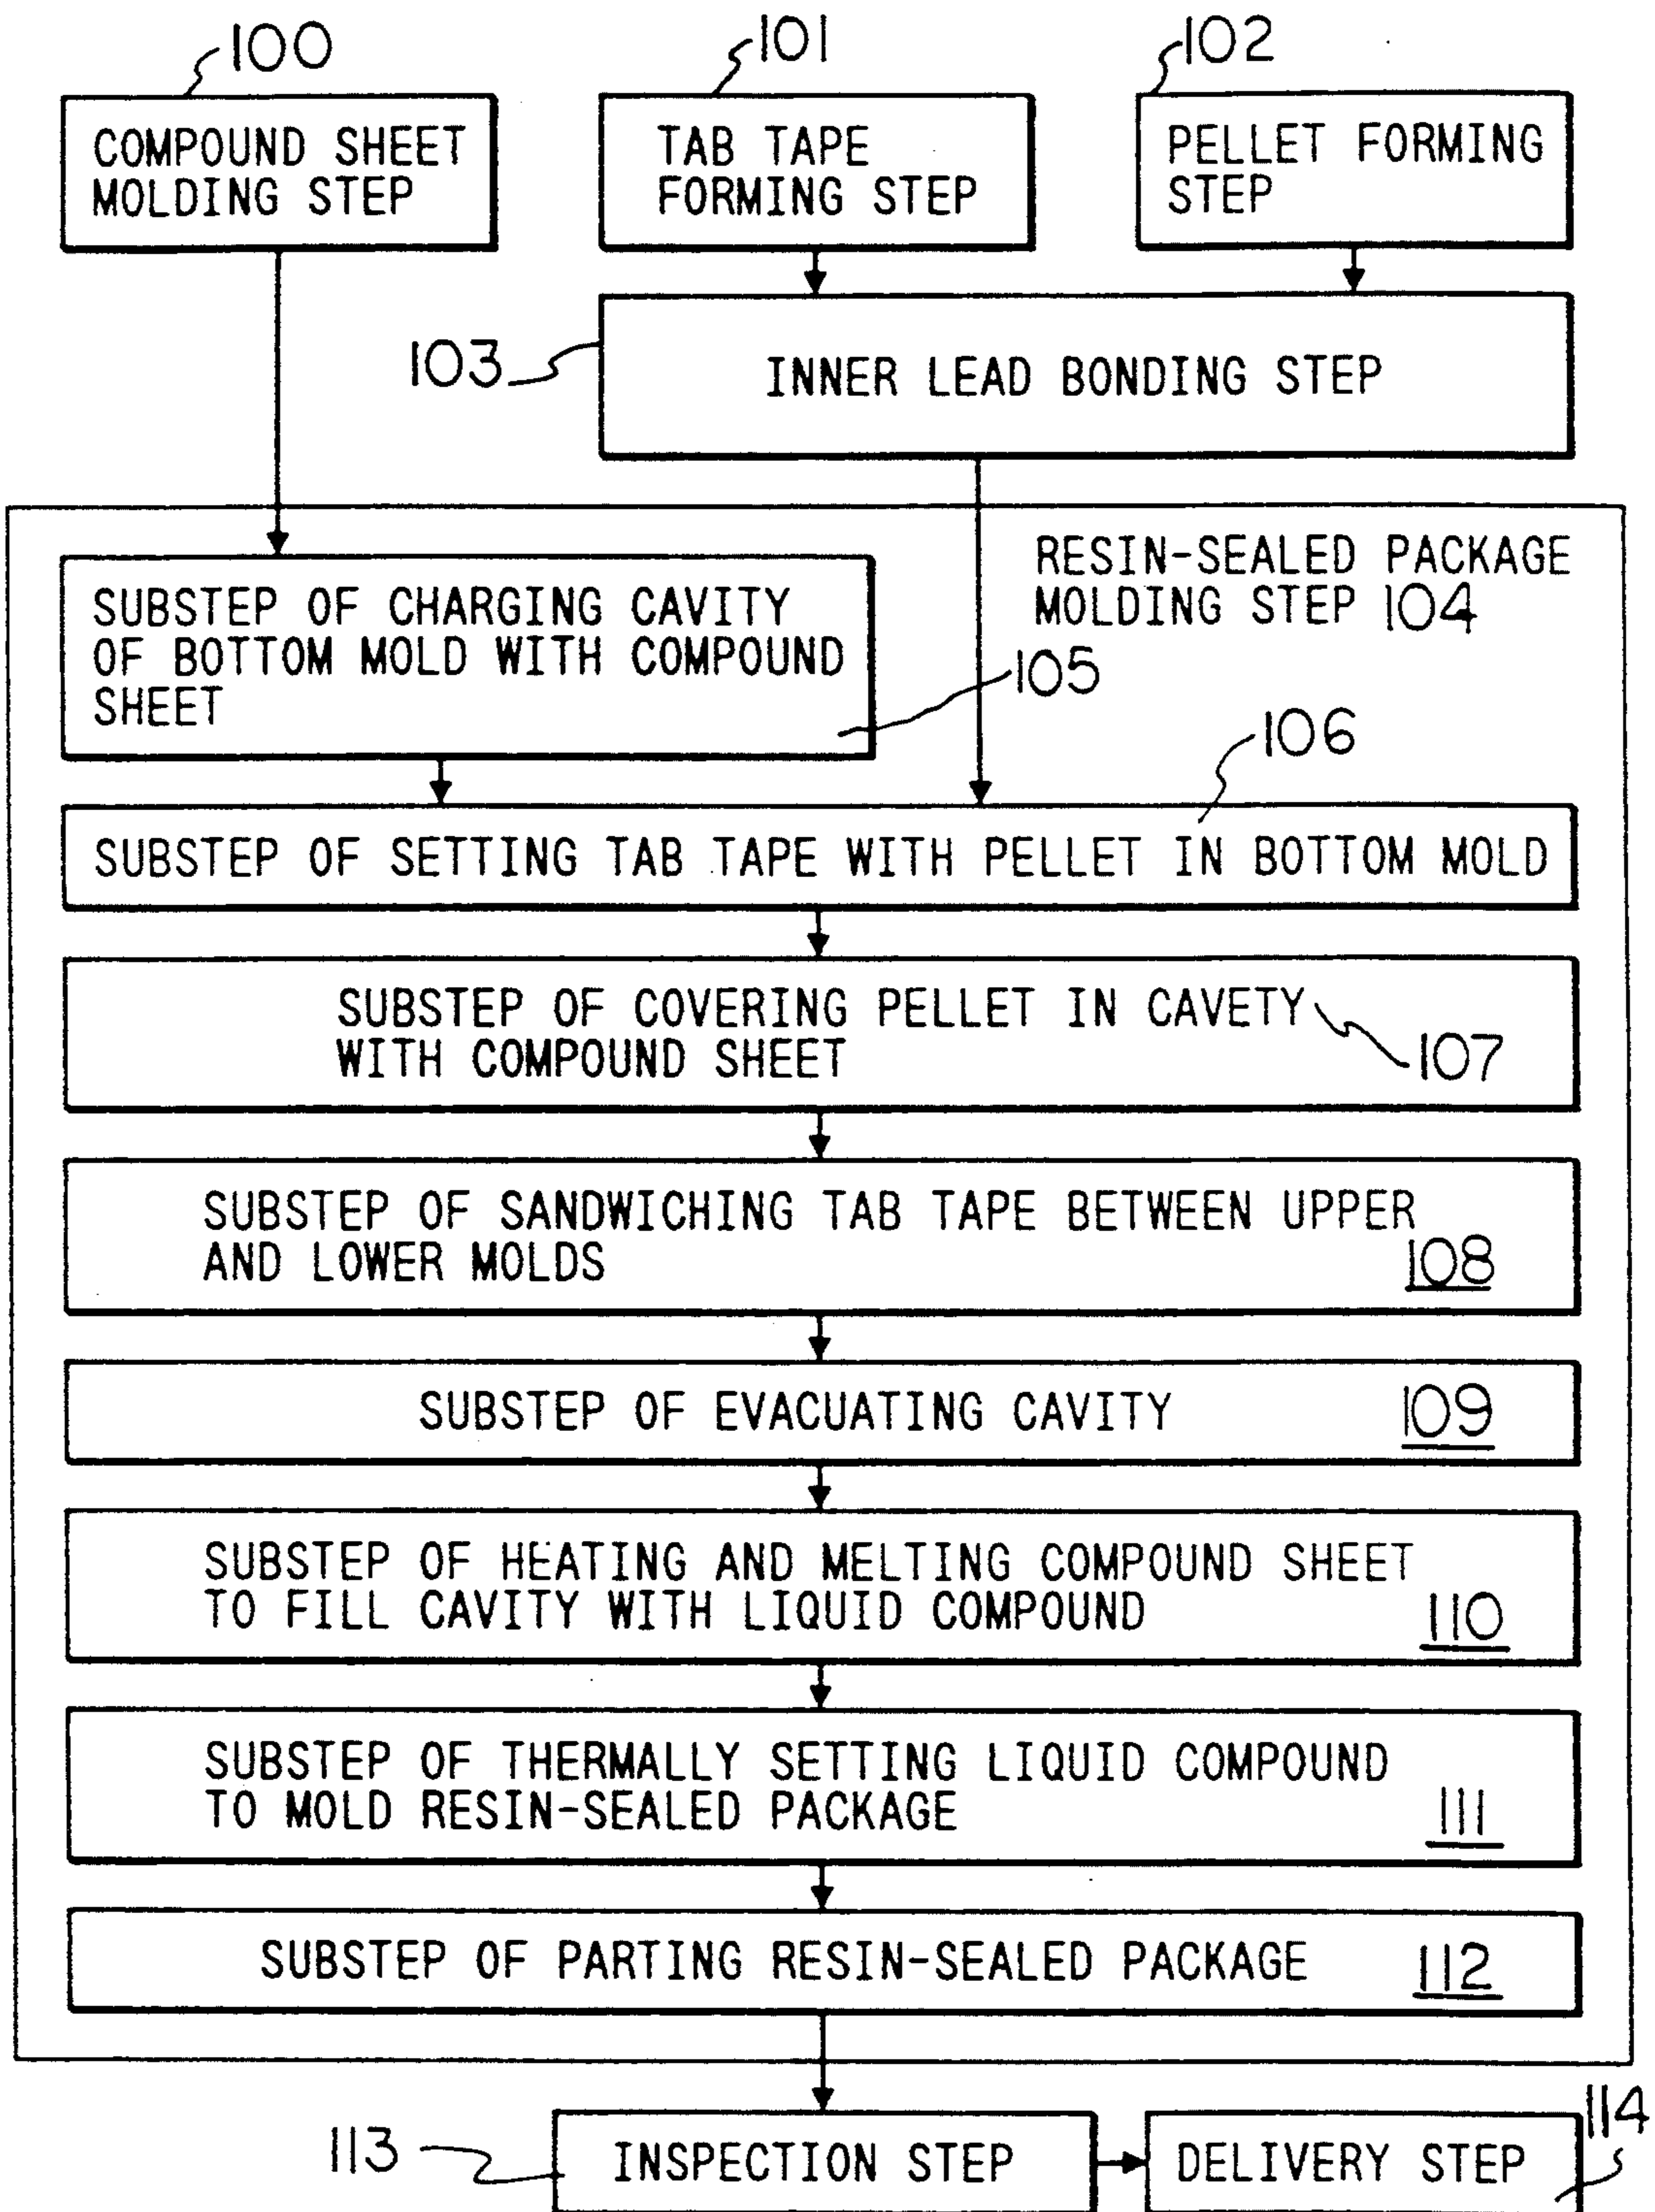 100
101
102
COMPOUND SHEET
MOLDING STEP
TAB TAPE
FORMING STEP
PELLET FORMING
STEP
103
INNER LEAD BONDING STEP
RESIN-SEALED PACKAGE
MOLDING STEP 104
SUBSTEP OF CHARGING CAVITY
OF BOTTOM MOLD WITH COMPOUND
SHEET
105
106
SUBSTEP OF SETTING TAB TAPE WITH PELLET IN BOTTOM MOLD
SUBSTEP OF COVERING PELLET IN CAVETY
WITH COMPOUND SHEET
107
SUBSTEP OF SANDWICHING TAB TAPE BETWEEN UPPER
AND LOWER MOLDS
108
SUBSTEP OF EVACUATING CAVITY
109
SUBSTEP OF HEATING AND MELTING COMPOUND SHEET
TO FILL CAVITY WITH LIQUID COMPOUND
110
SUBSTEP OF THERMALLY SETTING LIQUID COMPOUND
TO MOLD RESIN-SEALED PACKAGE
111
SUBSTEP OF PARTING RESIN-SEALED PACKAGE
112
113
INSPECTION STEP
DELIVERY STEP
114